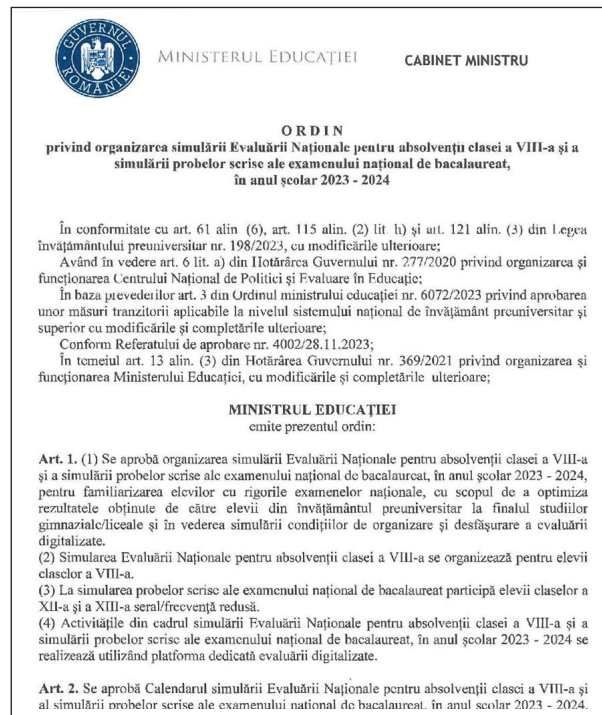 GUVERNUL ROMÂNIEI
MINISTERUL EDUCAȚIEI
CABINET MINISTRU
ORDIN
privind organizarea simulării Evaluării Naționale pentru absolvenții clasei a VIII-a și a
simulării probelor scrise ale examenului național de bacalaureat,
în anul școlar 2023 - 2024
În conformitate cu art. 61 alin (6), art. 115 alin. (2) lit. h) și art. 121 alin. (3) din Legea
învățământului preuniversitar nr. 198/2023, cu modificările ulterioare;
Având în vedere art. 6 lit. a) din Hotărârea Guvernului nr. 277/2020 privind organizarea și
funcționarea Centrului Național de Politici și Evaluare în Educație;
În baza prevederilor art. 3 din Ordinul ministrului educației nr. 6072/2023 privind aprobarea
unor măsuri tranzitorii aplicabile la nivelul sistemului național de învățământ preuniversitar și
superior cu modificările și completările ulterioare;
Conform Referatului de aprobare nr. 4002/28.11.2023;
În temeiul art. 13 alin. (3) din Hotărârea Guvernului nr. 369/2021 privind organizarea și
funcționarea Ministerului Educației, cu modificările și completările ulterioare;
MINISTRUL EDUCAȚIEI
emite prezentul ordin:
Art. 1. (1) Se aprobă organizarea simulării Evaluării Naționale pentru absolvenții clasei a VIII-a
și a simulării probelor scrise ale examenului național de bacalaureat, în anul școlar 2023 - 2024,
pentru familiarizarea elevilor cu rigorile examenelor naționale, cu scopul de a optimiza
rezultatele obținute de către elevii din învățământul preuniversitar la finalul studiilor
gimnaziale/liceale și în vederea simulării condițiilor de organizare și desfășurare a evaluării
digitalizate.
(2) Simularea Evaluării Naționale pentru absolvenții clasei a VIII-a se organizează pentru elevii
claselor a VIII-a.
(3) La simularea probelor scrise ale examenului național de bacalaureat participă elevii claselor a
XII-a și a XIII-a seral/frecvență redusă.
(4) Activitățile din cadrul simulării Evaluării Naționale pentru absolvenții clasei a VIII-a și a
simulării probelor scrise ale examenului național de bacalaureat, în anul școlar 2023 - 2024 se
realizează utilizând platforma dedicată evaluării digitalizate.
Art. 2. Se aprobă Calendarul simulării Evaluării Naționale pentru absolvenții clasei a VIII-a și
al simulării probelor scrise ale examenului național de bacalaureat, în anul școlar 2023 - 2024,